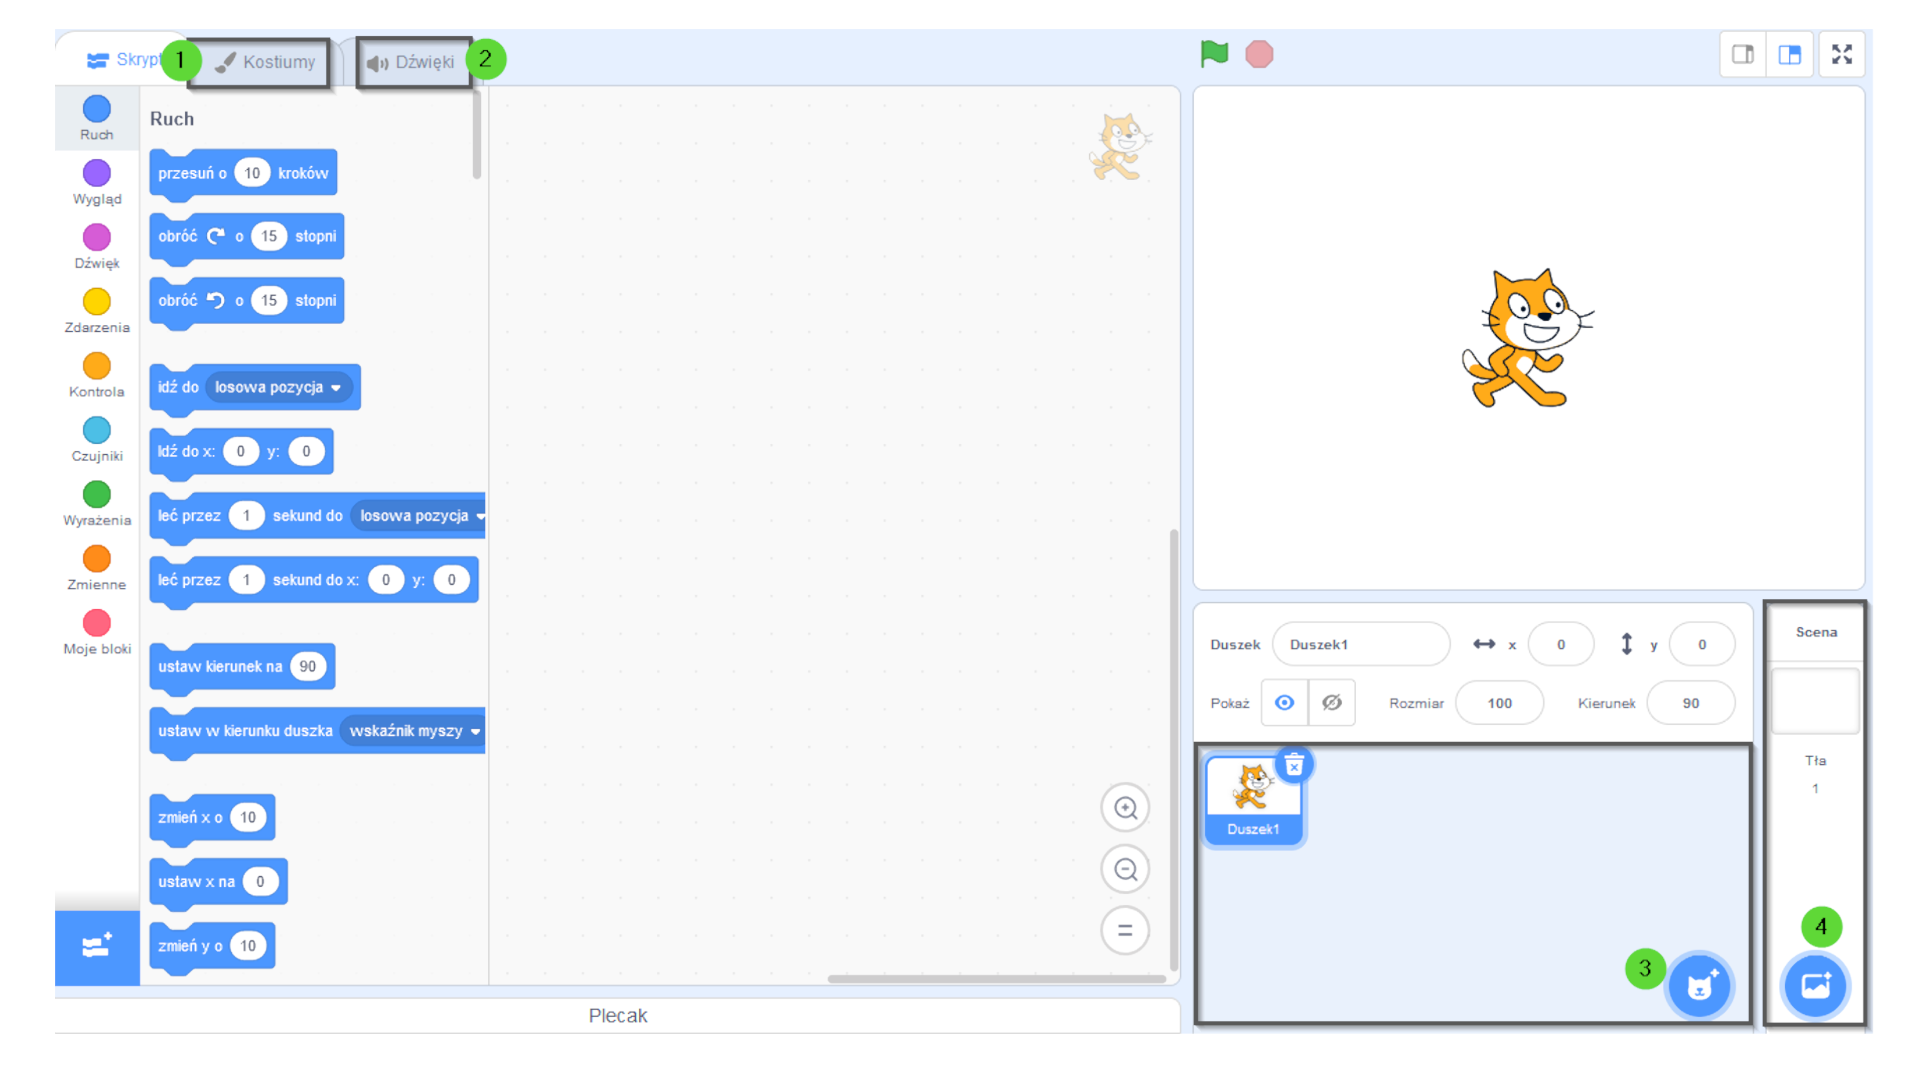 Skrypt
1
Kostiumy
Dźwięki
2
Ruch
Wygląd
Dźwięk
Zdarzenia
Kontrola
Czujniki
Wyrażenia
Zmienne
Moje bloki
Ruch
przesuń o 10 kroków
obróć o 15 stopni
obróć o 15 stopni
idź do losowa pozycja
Idź do x: 0 y: 0
leć przez 1 sekund do losowa pozycja
leć przez 1 sekund do x: 0 y: 0
ustaw kierunek na 90
ustaw w kierunku duszka wskaźnik myszy
zmień x o 10
ustaw x na 0
zmień y o 10
Plecak
Duszek Duszek1 x 0 y 0
Pokaż Rozmiar 100 Kierunek 90
Duszek1
3
Scena
Tła
1
4